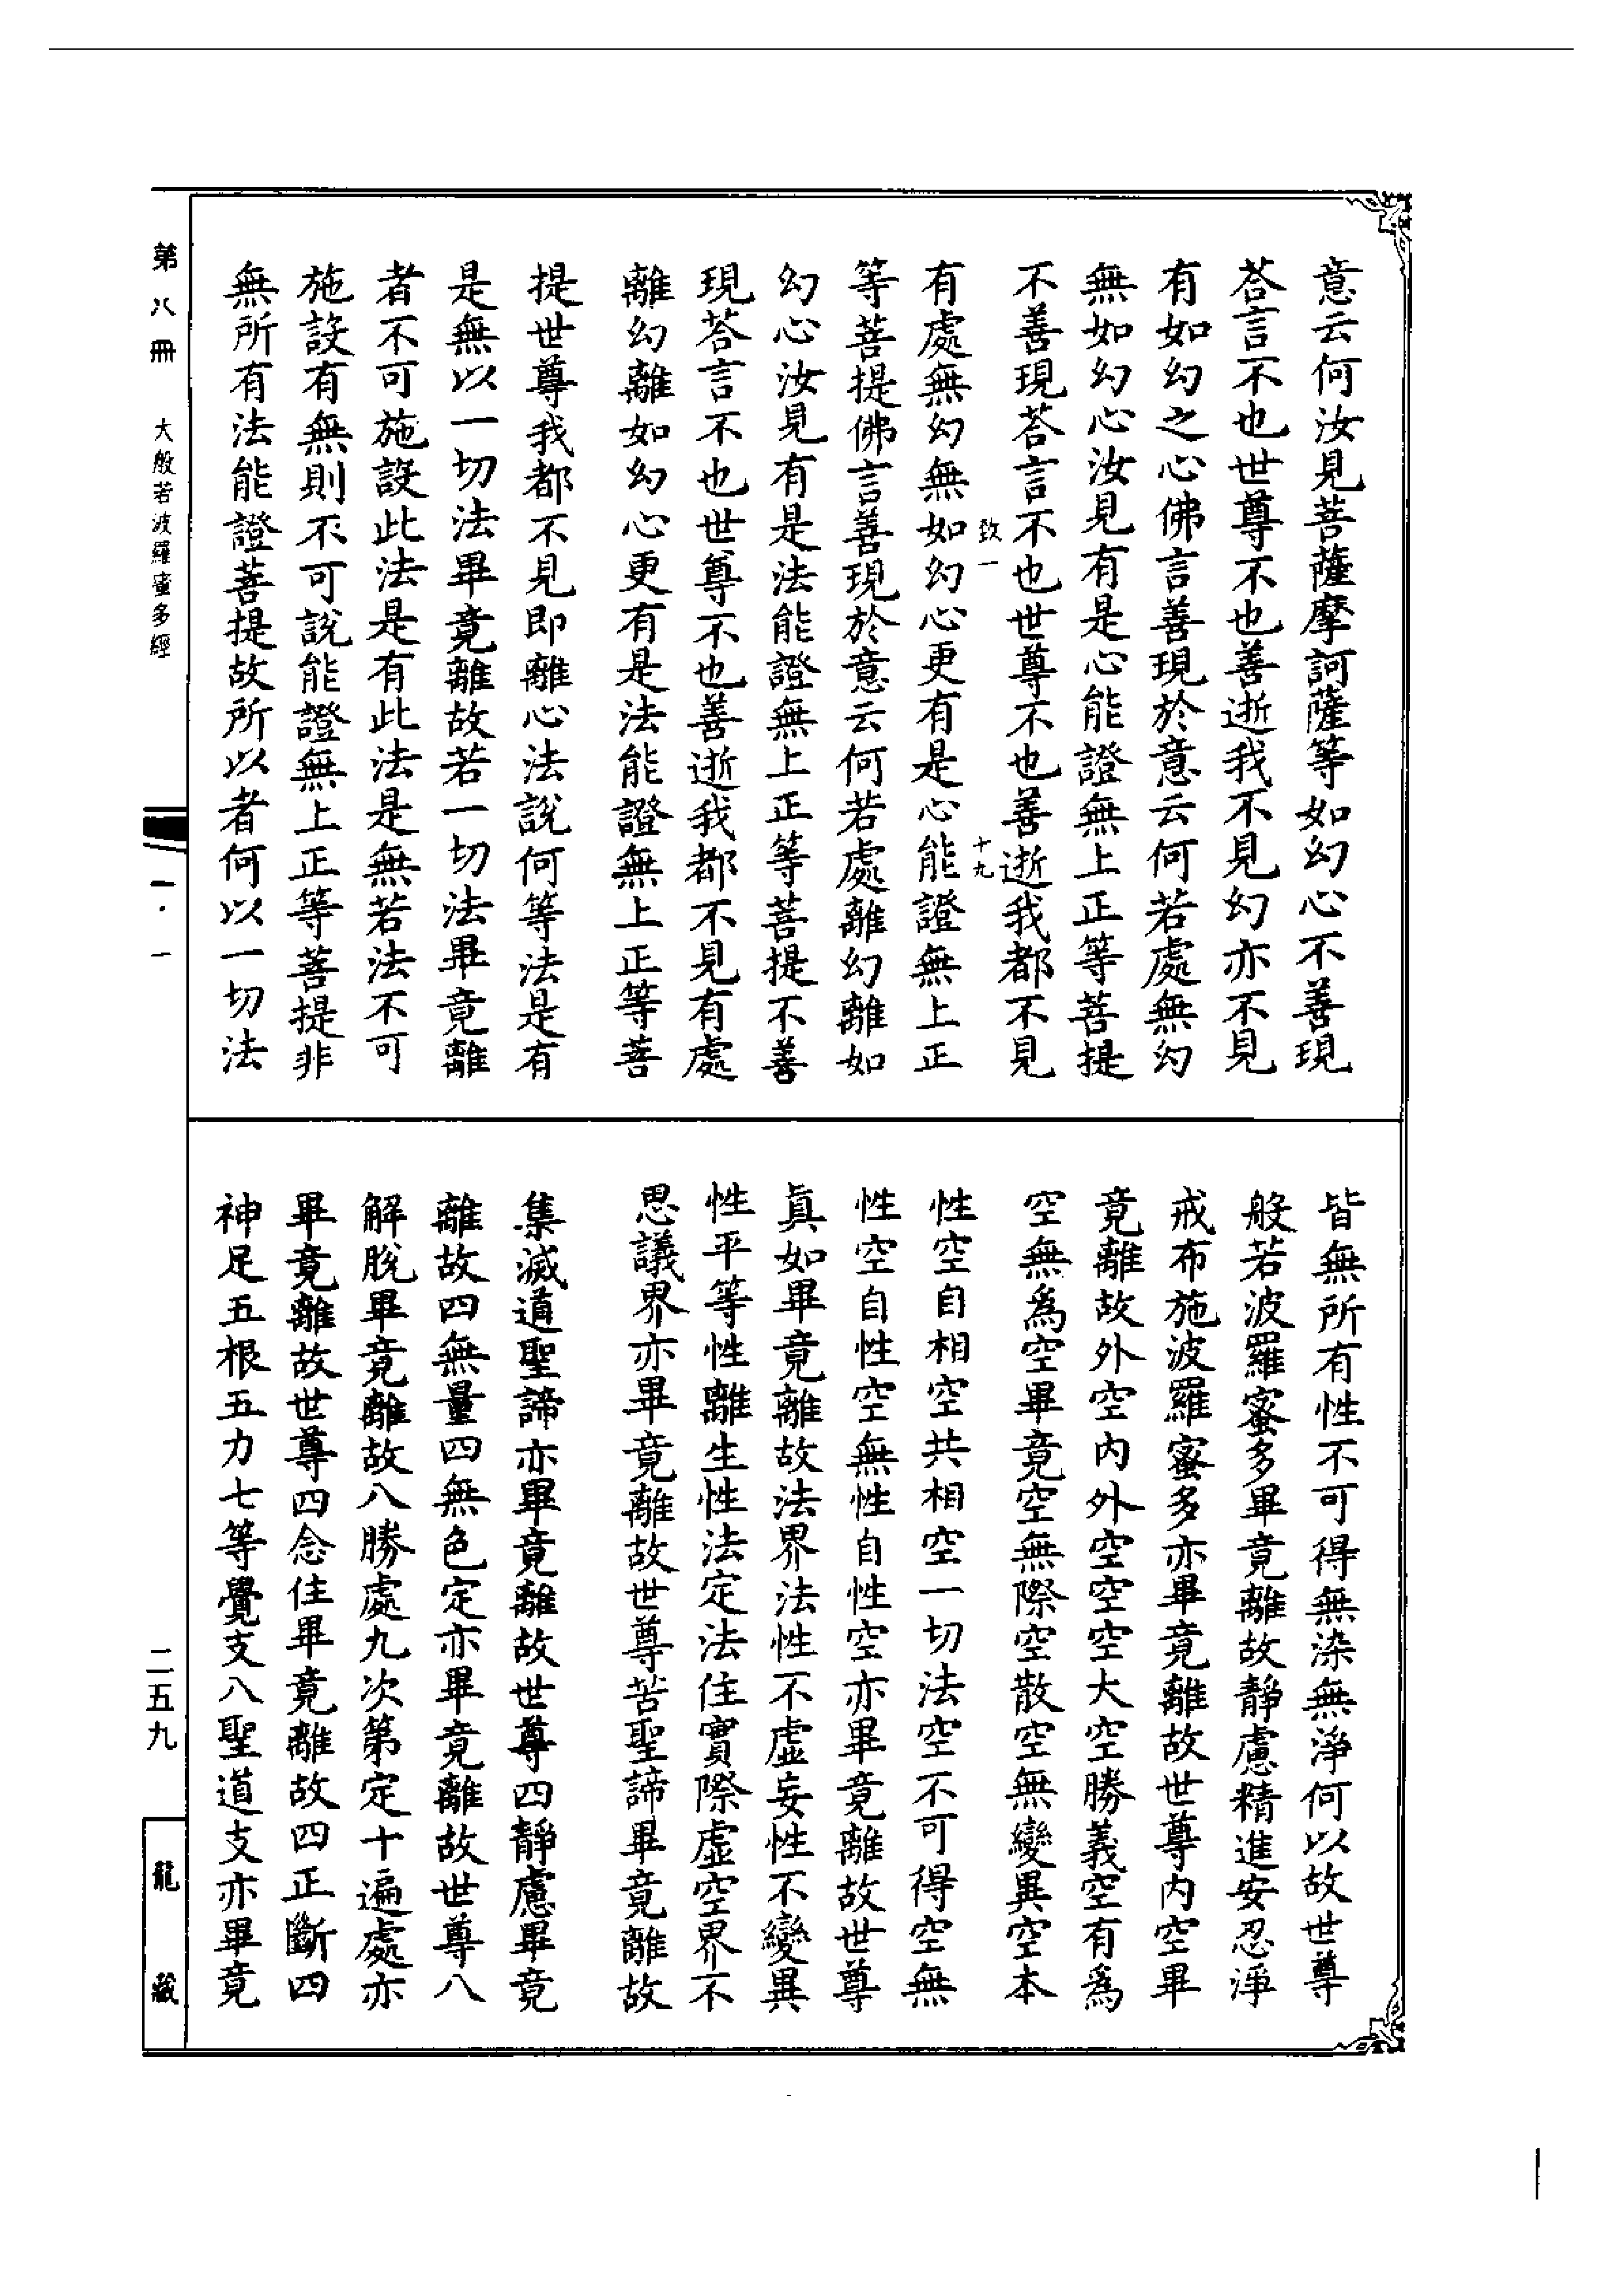 意云何汝見菩薩摩訶薩等如幻心不善現
荅言不也世尊不也善逝我不見幻亦不見
有如幻之心佛言善現於意云何若處無幻
無如幻心汝見有是心能證無上正等菩提
不善現荅言不也世尊不也善逝我都不見
致一 十九
有處無幻無如幻心更有是心能證無上正
等菩提佛言善現於意云何若處離幻離如
幻心汝見有是法能證無上正等菩提不善
現荅言不也世尊不也善逝我都不見有處
離幻離如幻心更有是法能證無上正等菩
提世尊我都不見即離心法說何等法是有
是無以一切法畢竟離故若一切法畢竟離
者不可施設此法是有此法是無若法不可
施設有無則不可說能證無上正等菩提非
無所有法能證菩提故所以者何以一切法
皆無所有性不可得無染無淨何以故世尊
般若波羅蜜多畢竟離故靜慮精進安忍淨
戒布施波羅蜜多亦畢竟離故世尊內空畢
竟離故外空內外空空空大空勝義空有爲
空無爲空畢竟空無際空散空無變異空本
性空自相空共相空一切法空不可得空無
性空自性空無性自性空亦畢竟離故世尊
眞如畢竟離故法界法性不虛妄性不變異
性平等性離生性法定法住實際虛空界不
思議界亦畢竟離故世尊苦聖諦畢竟離故
集滅道聖諦亦畢竟離故世尊四靜慮畢竟
離故四無量四無色定亦畢竟離故世尊八
解脫畢竟離故八勝處九次第定十遍處亦
畢竟離故世尊四念住畢竟離故四正斷四
神足五根五力七等覺支八聖道支亦畢竟
第八冊 大般若波羅蜜多經
一·一
二五九
龍藏